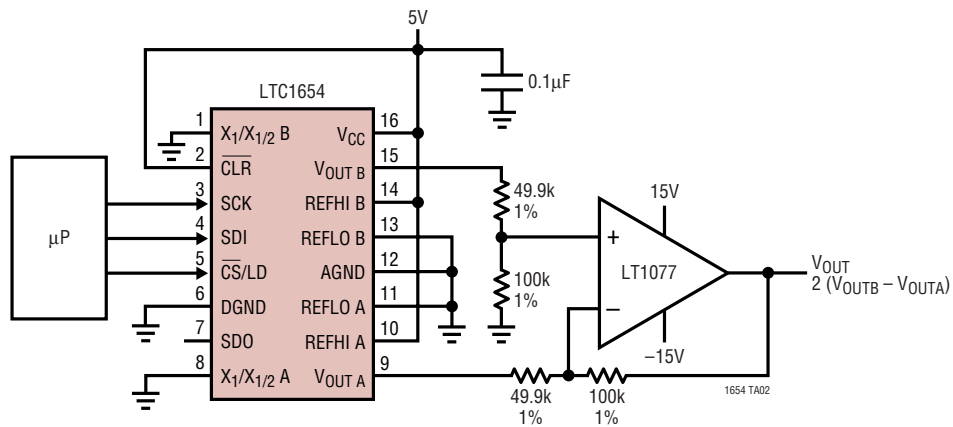 5V
0.1µF
LTC1654
1 X1/X1/2 B VCC 16
2 CLR VOUT B 15
3 SCK REFHI B 14
4 SDI REFLO B 13
5 CS/LD AGND 12
6 DGND REFLO A 11
7 SDO REFHI A 10
8 X1/X1/2 A VOUT A 9
µP
49.9k
1%
100k
1%
15V
+
LT1077
−
−15V
VOUT
2 (VOUTB – VOUTA)
49.9k
1%
100k
1%
1654 TA02